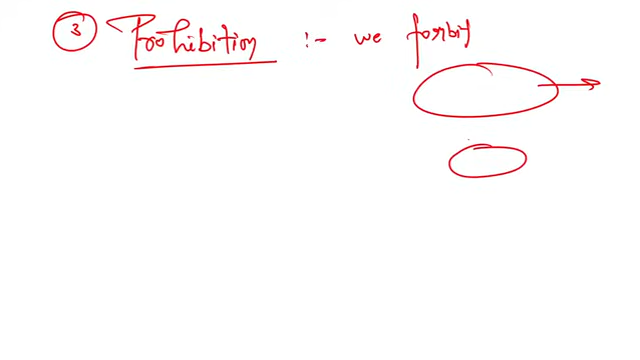 ③ Prohibition :- we forbit